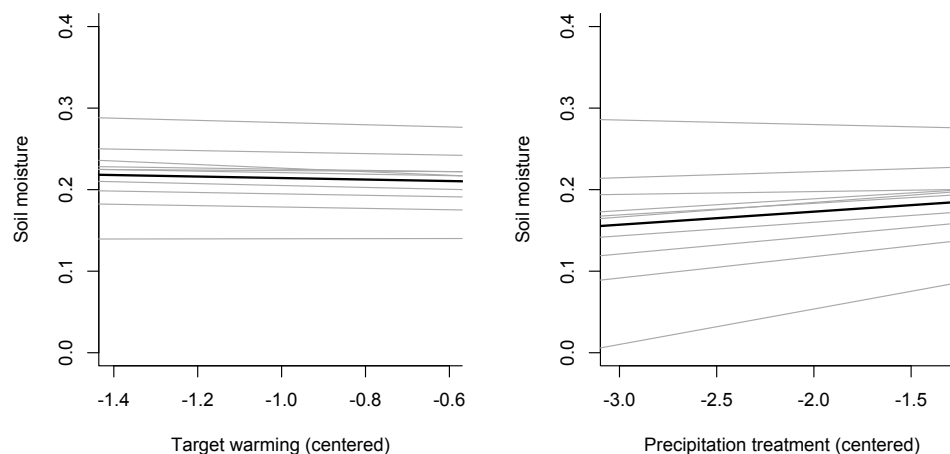 0.4
0.3
0.2
0.1
0.0
Soil moisture
-1.4 -1.2 -1.0 -0.8 -0.6
Target warming (centered)
0.4
0.3
0.2
0.1
0.0
Soil moisture
-3.0 -2.5 -2.0 -1.5
Precipitation treatment (centered)